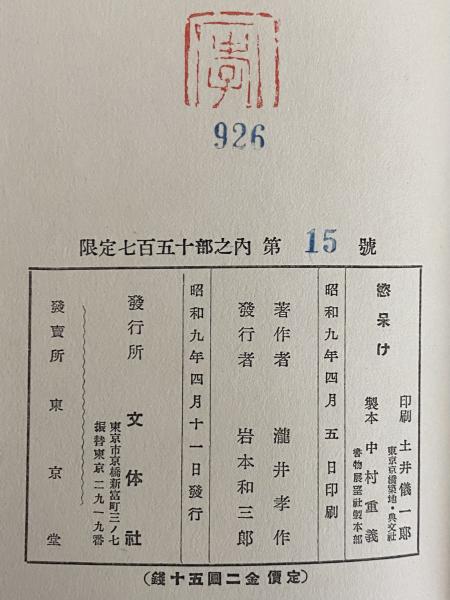 孝
926
限定七百五十部之內 第 15 號
慾呆け
印刷 土井儀一郎
東京京橋築地・典文社
製本 中村重義
書物展望社製本部
昭和九年四月 五 日印刷
著作者 瀧井孝作
發行者 岩本和三郎
昭和九年四月十一日發行
發行所 文体社
東京市京橋新富町三ノ七
振替東京二九一九番
發賣所 東京堂
(定價金二圓五十錢)